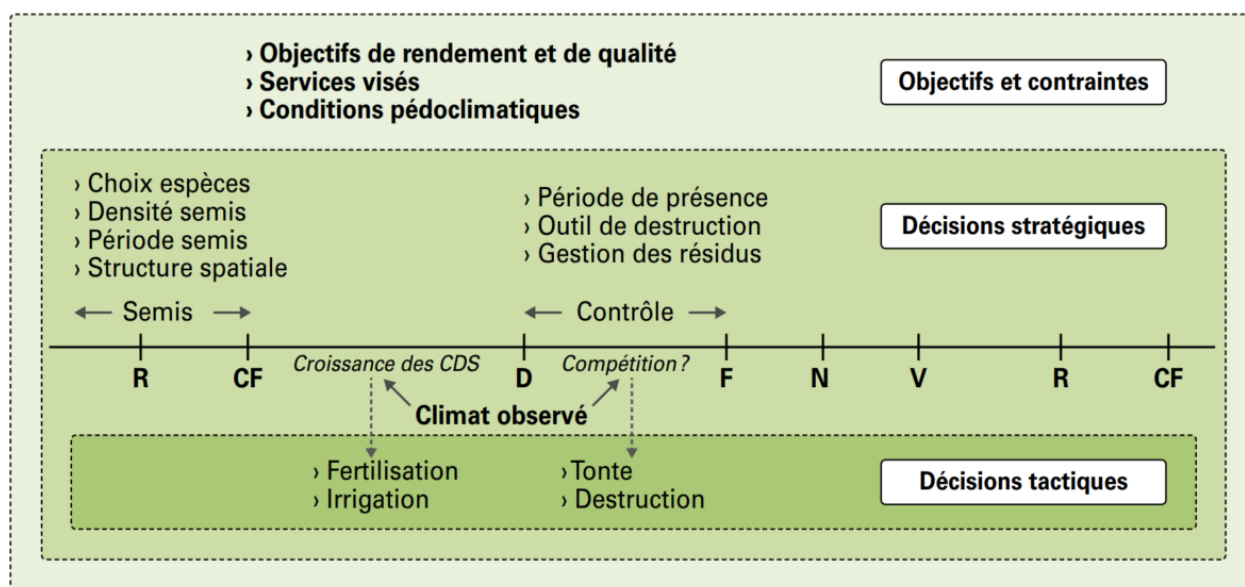 › Objectifs de rendement et de qualité
› Services visés
› Conditions pédoclimatiques
Objectifs et contraintes
› Choix espèces
› Densité semis
› Période semis
› Structure spatiale
› Période de présence
› Outil de destruction
› Gestion des résidus
Décisions stratégiques
Semis
Contrôle
R CF Croissance des CDS D Compétition ? F N V R CF
Climat observé
› Fertilisation
› Irrigation
› Tonte
› Destruction
Décisions tactiques